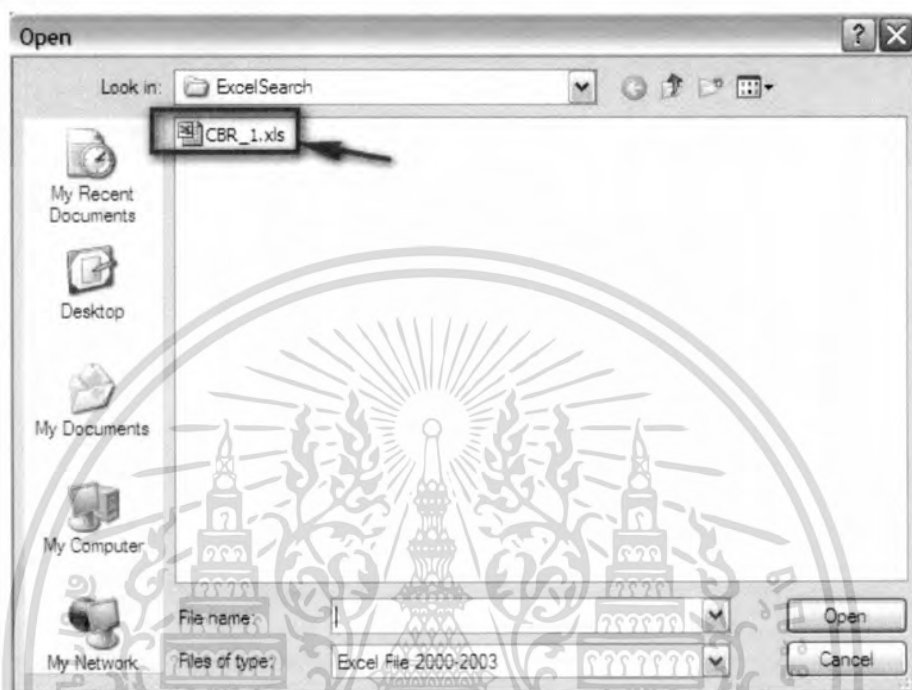 Open
Look in: ExcelSearch
CBR_1.xls
My Recent
Documents
Desktop
My Documents
My Computer
My Network
File name:
Open
Files of type: Excel File 2000-2003
Cancel